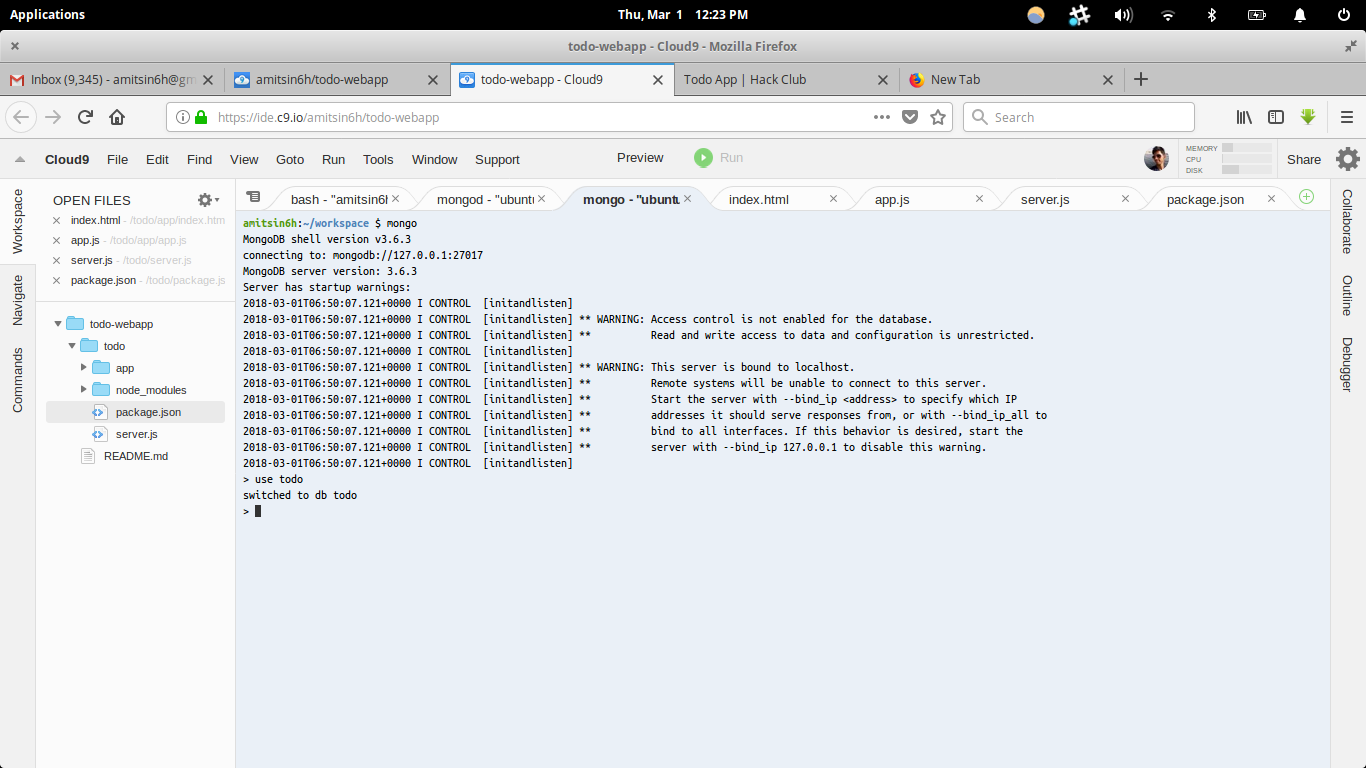 Applications
Thu, Mar 1 12:23 PM
todo-webapp - Cloud9 - Mozilla Firefox
Inbox (9,345) - amitsin6h@gm
amitsin6h/todo-webapp
todo-webapp - Cloud9
Todo App | Hack Club
New Tab
https://ide.c9.io/amitsin6h/todo-webapp
Search
Cloud9 File Edit Find View Goto Run Tools Window Support
Preview
Run
MEMORY
CPU
DISK
Share
Workspace
Navigate
Commands
OPEN FILES
index.html - /todo/app/index.htm
app.js - /todo/app/app.js
server.js - /todo/server.js
package.json - /todo/package.js
todo-webapp
todo
app
node_modules
package.json
server.js
README.md
bash - "amitsin6h
mongod - "ubuntu
mongo - "ubuntu
index.html
app.js
server.js
package.json
amitsin6h:~/workspace $ mongo
MongoDB shell version v3.6.3
connecting to: mongodb://127.0.0.1:27017
MongoDB server version: 3.6.3
Server has startup warnings:
2018-03-01T06:50:07.121+0000 I CONTROL  [initandlisten]
2018-03-01T06:50:07.121+0000 I CONTROL  [initandlisten] ** WARNING: Access control is not enabled for the database.
2018-03-01T06:50:07.121+0000 I CONTROL  [initandlisten] **          Read and write access to data and configuration is unrestricted.
2018-03-01T06:50:07.121+0000 I CONTROL  [initandlisten]
2018-03-01T06:50:07.121+0000 I CONTROL  [initandlisten] ** WARNING: This server is bound to localhost.
2018-03-01T06:50:07.121+0000 I CONTROL  [initandlisten] **          Remote systems will be unable to connect to this server.
2018-03-01T06:50:07.121+0000 I CONTROL  [initandlisten] **          Start the server with --bind_ip <address> to specify which IP
2018-03-01T06:50:07.121+0000 I CONTROL  [initandlisten] **          addresses it should serve responses from, or with --bind_ip_all to
2018-03-01T06:50:07.121+0000 I CONTROL  [initandlisten] **          bind to all interfaces. If this behavior is desired, start the
2018-03-01T06:50:07.121+0000 I CONTROL  [initandlisten] **          server with --bind_ip 127.0.0.1 to disable this warning.
2018-03-01T06:50:07.121+0000 I CONTROL  [initandlisten]
> use todo
switched to db todo
>
Collaborate
Outline
Debugger